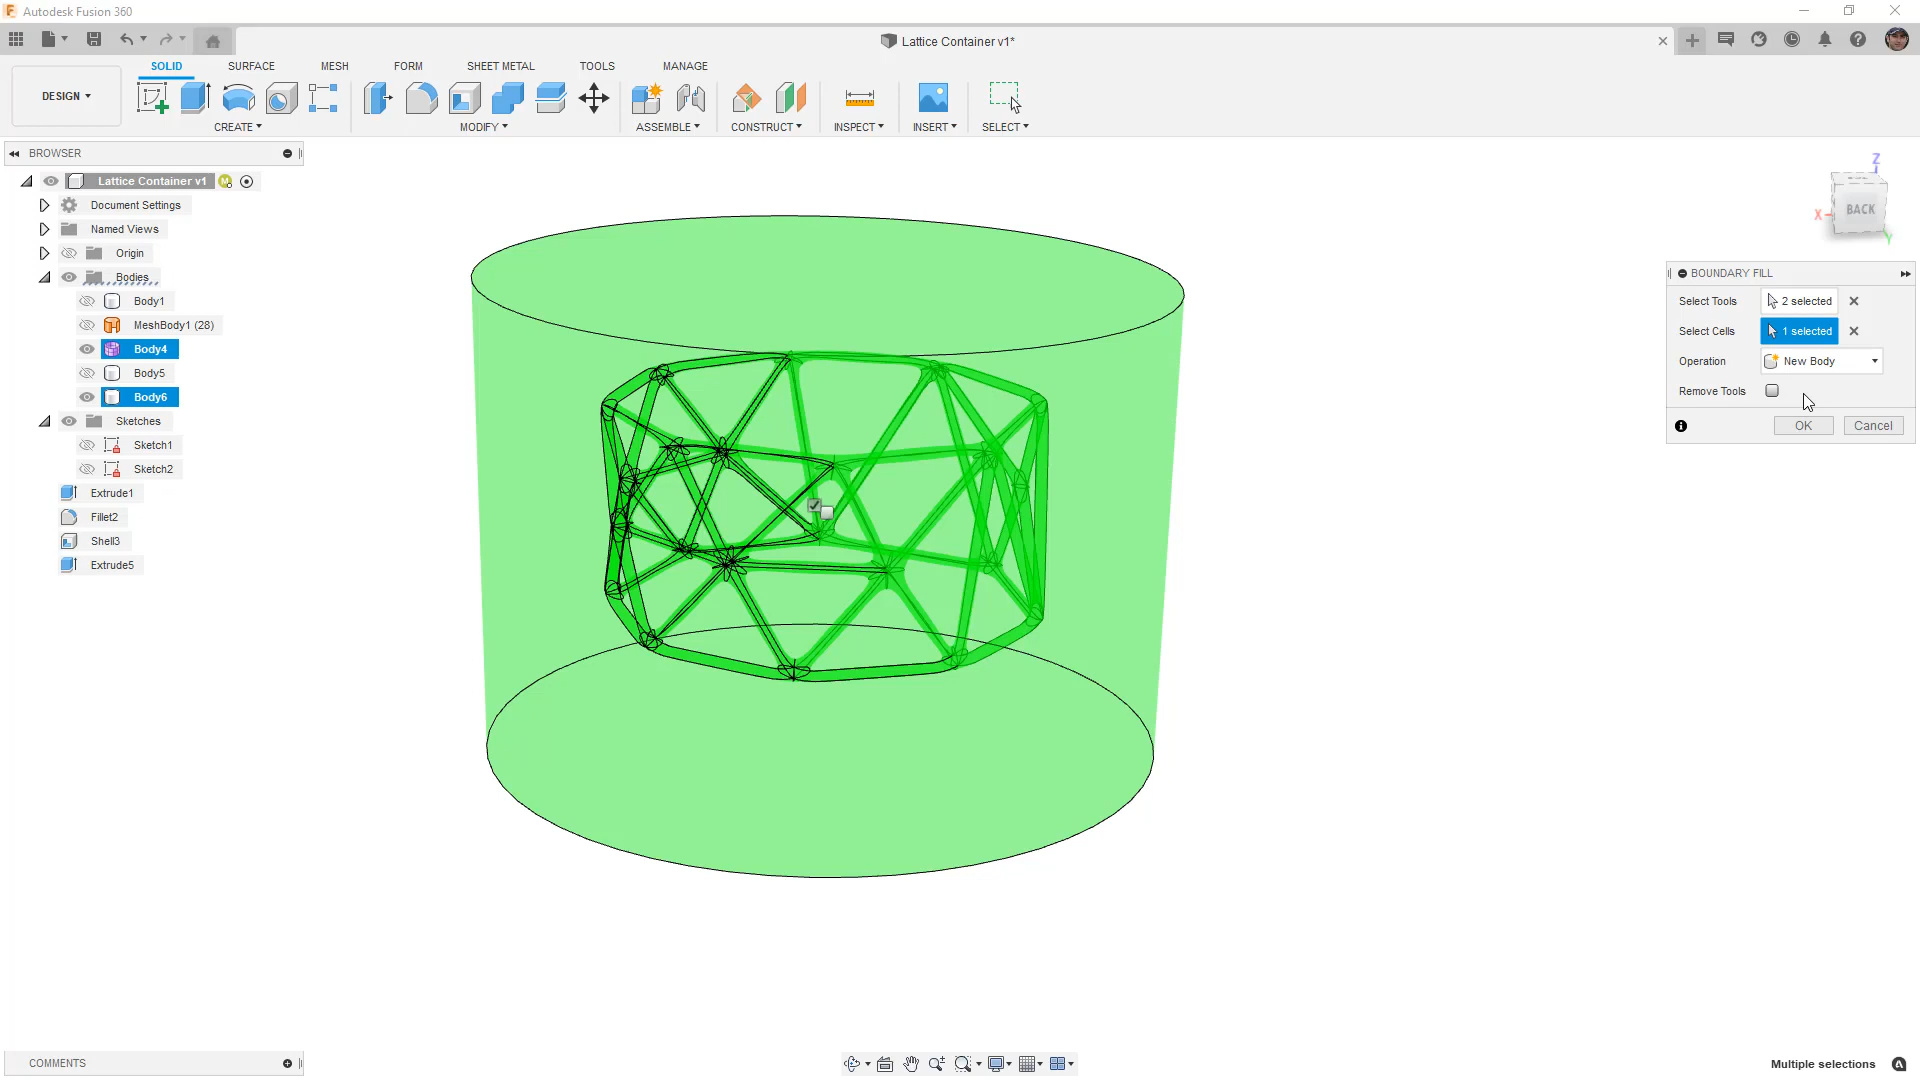 Autodesk Fusion 360
Lattice Container v1*
DESIGN
SOLID
SURFACE
MESH
FORM
SHEET METAL
TOOLS
MANAGE
CREATE
MODIFY
ASSEMBLE
CONSTRUCT
INSPECT
INSERT
SELECT
BROWSER
Lattice Container v1
Document Settings
Named Views
Origin
Bodies
Body1
MeshBody1 (28)
Body4
Body5
Body6
Sketches
Sketch1
Sketch2
Extrude1
Fillet2
Shell3
Extrude5
Z
X
BACK
Y
BOUNDARY FILL
Select Tools
2 selected
Select Cells
1 selected
Operation
New Body
Remove Tools
OK
Cancel
COMMENTS
Multiple selections